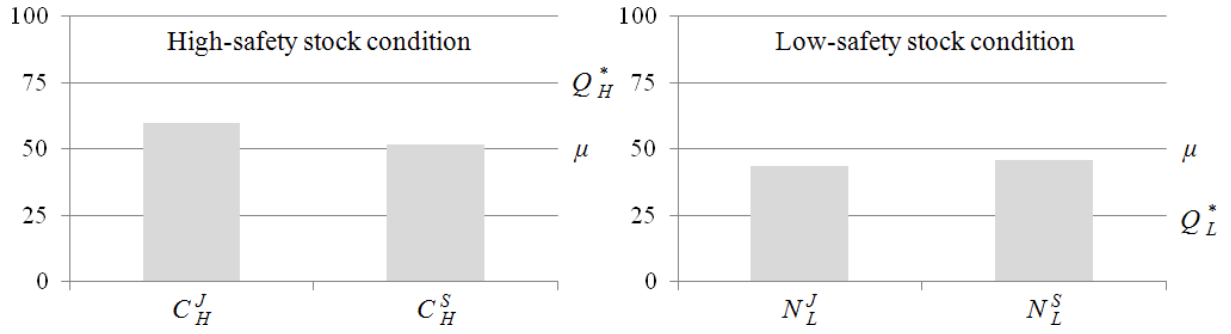 High-safety stock condition
100
75
50
25
0
Q*H
μ
CJH
CSH
Low-safety stock condition
100
75
50
25
0
μ
Q*L
NJL
NSL